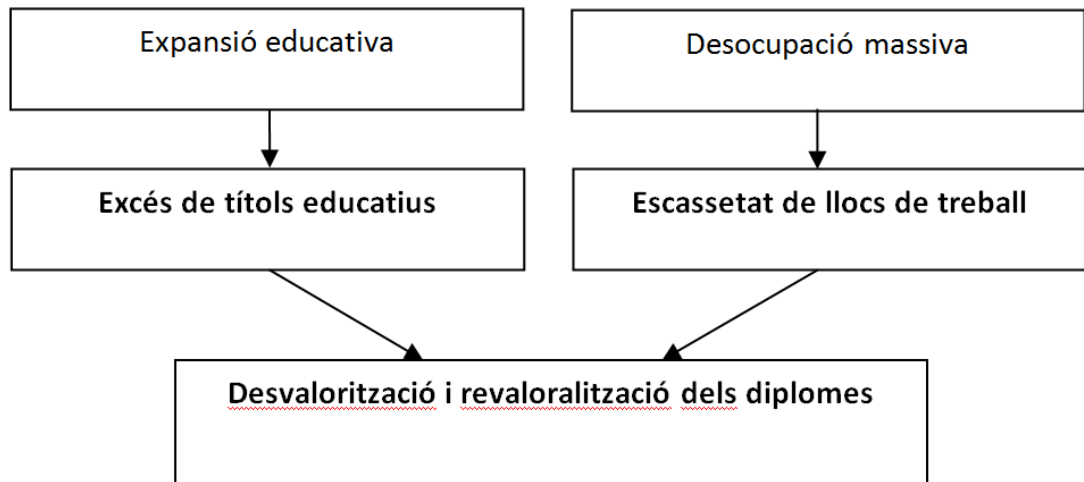 Expansió educativa
Desocupació massiva
Excés de títols educatius
Escassetat de llocs de treball
Desvalorització i revaloralització dels diplomes